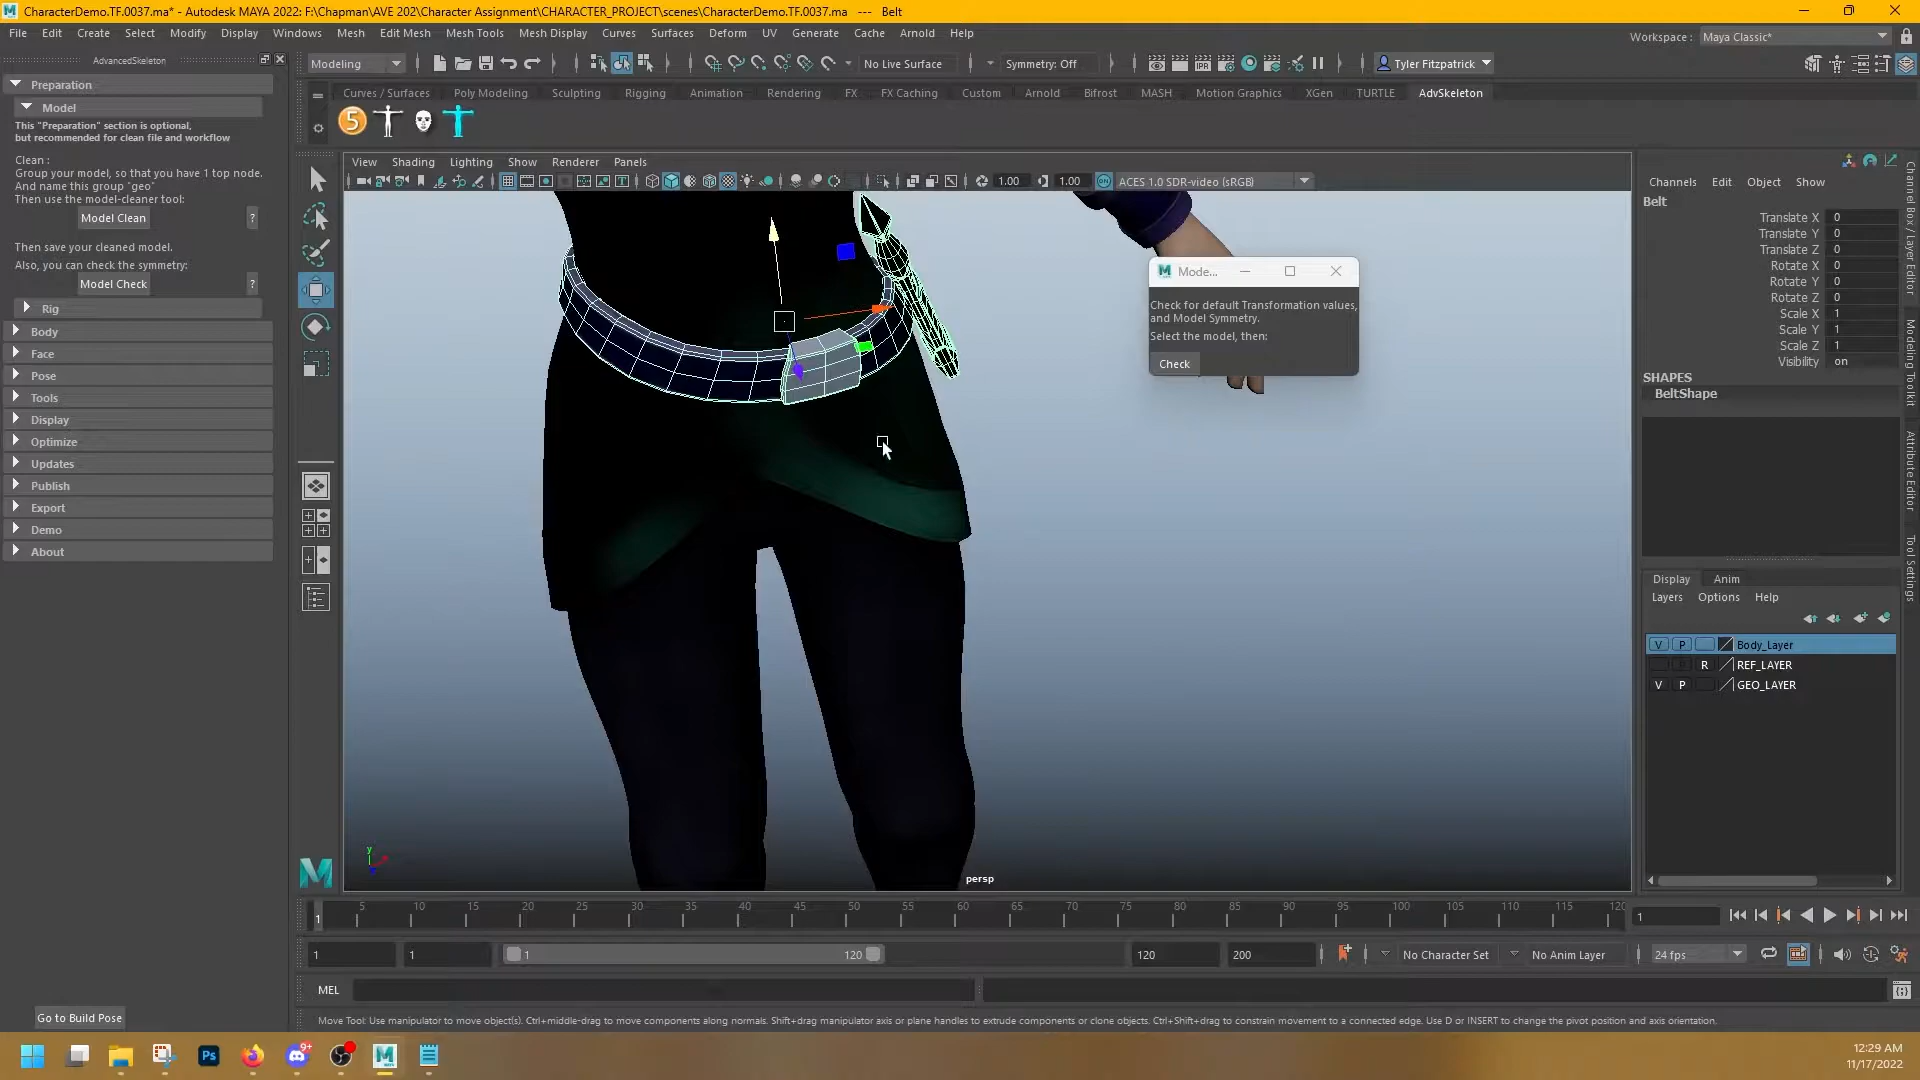 CharacterDemo.TF.0037.ma* - Autodesk MAYA 2022: F:\Chapman\AVE 202\Character Assignment\CHARACTER_PROJECT\scenes\CharacterDemo.TF.0037.ma --- Belt
File Edit Create Select Modify Display Windows Mesh Edit Mesh Mesh Tools Mesh Display Curves Surfaces Deform UV Generate Cache Arnold Help
Workspace : Maya Classic*
AdvancedSkeleton
Modeling
No Live Surface
Symmetry: Off
Tyler Fitzpatrick
Curves / Surfaces Poly Modeling Sculpting Rigging Animation Rendering FX FX Caching Custom Arnold Bifrost MASH Motion Graphics XGen TURTLE AdvSkeleton
5
Preparation
Model
This "Preparation" section is optional,
but recommended for clean file and workflow
Clean :
Group your model, so that you have 1 top node.
And name this group "geo"
Then use the model-cleaner tool:
Model Clean ?
Then save your cleaned model.
Also, you can check the symmetry:
Model Check ?
Rig
Body
Face
Pose
Tools
Display
Optimize
Updates
Publish
Export
Demo
About
Go to Build Pose
View Shading Lighting Show Renderer Panels
1.00 1.00 ACES 1.0 SDR-video (sRGB)
Mode...
Check for default Transformation values,
and Model Symmetry.
Select the model, then:
Check
y
persp
Channels Edit Object Show
Belt
Translate X 0
Translate Y 0
Translate Z 0
Rotate X 0
Rotate Y 0
Rotate Z 0
Scale X 1
Scale Y 1
Scale Z 1
Visibility on
SHAPES
BeltShape
Display Anim
Layers Options Help
V P Body_Layer
R REF_LAYER
V P GEO_LAYER
Channel Box / Layer Editor
Modeling Toolkit
Attribute Editor
Tool Settings
1 5 10 15 20 25 30 35 40 45 50 55 60 65 70 75 80 85 90 95 100 105 110 115 120
1
1 1 1 120 120 200 No Character Set No Anim Layer 24 fps
MEL
Move Tool: Use manipulator to move object(s). Ctrl+middle-drag to move components along normals. Shift+drag manipulator axis or plane handles to extrude components or clone objects. Ctrl+Shift+drag to constrain movement to a connected edge. Use D or INSERT to change the pivot position and axis orientation.
Ps
9+
12:29 AM
11/17/2022